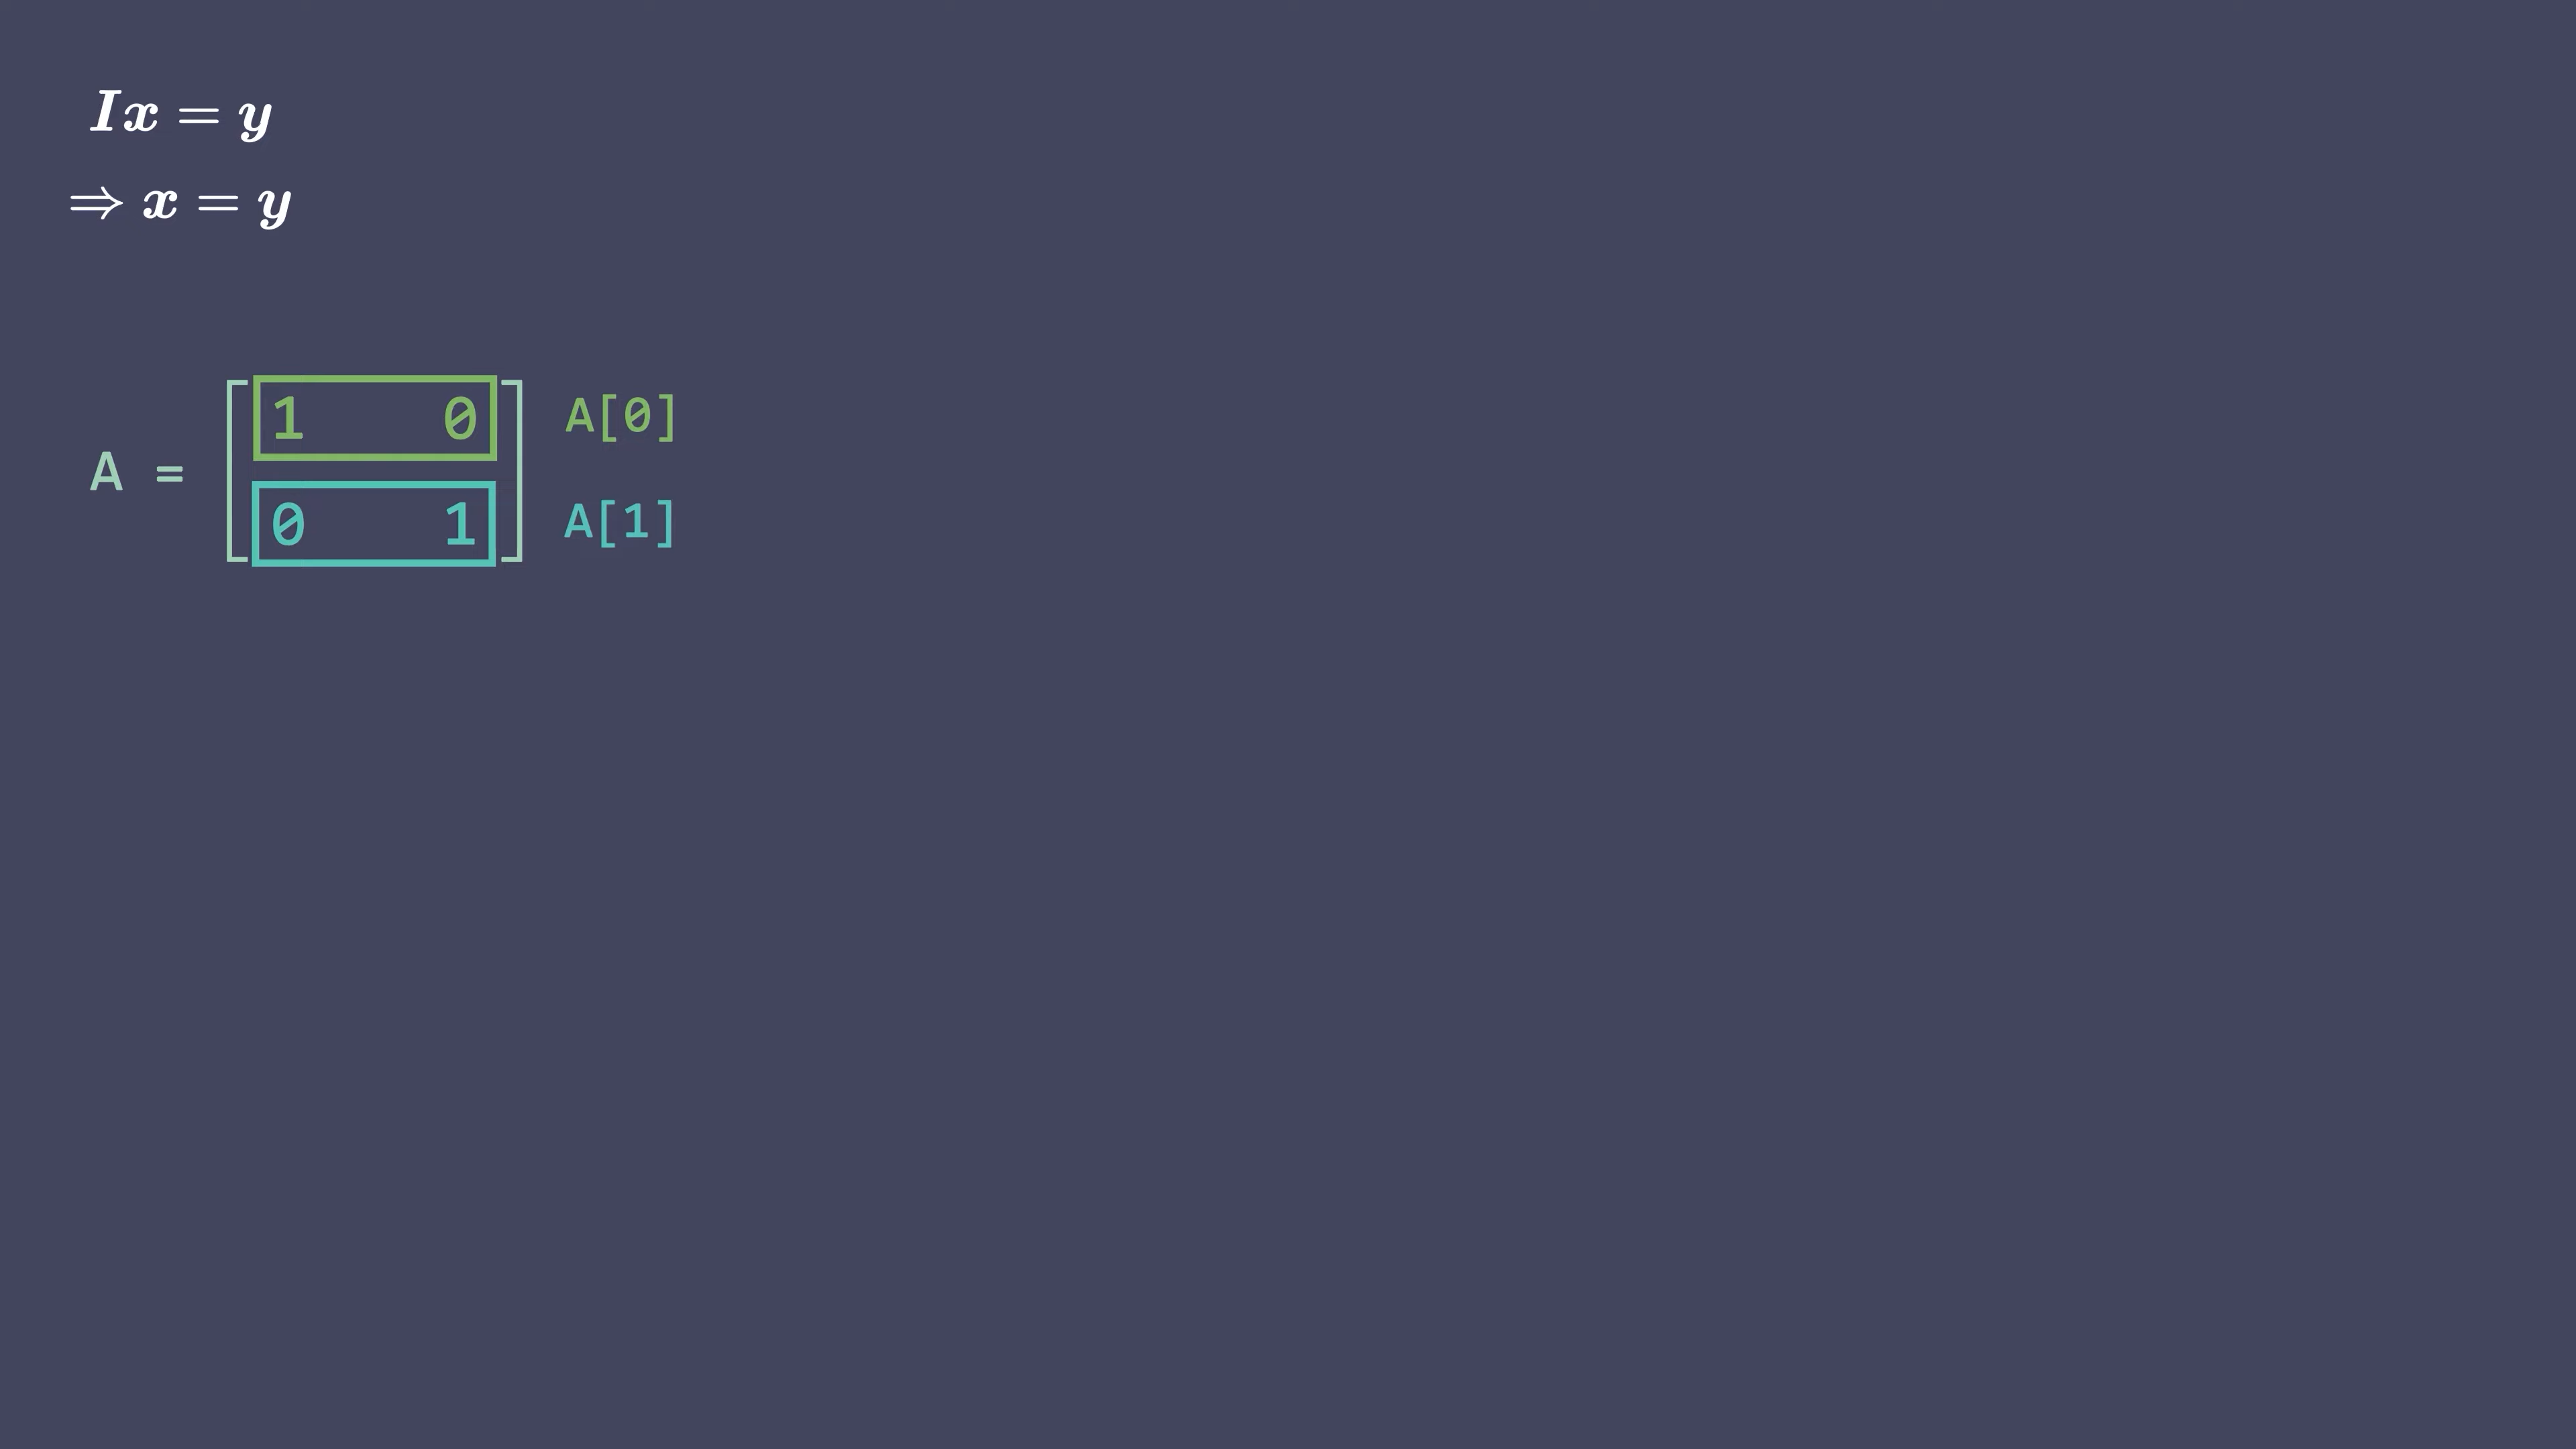 Ix = y
⇒ x = y
1 0 A[0]
A =
0 1 A[1]